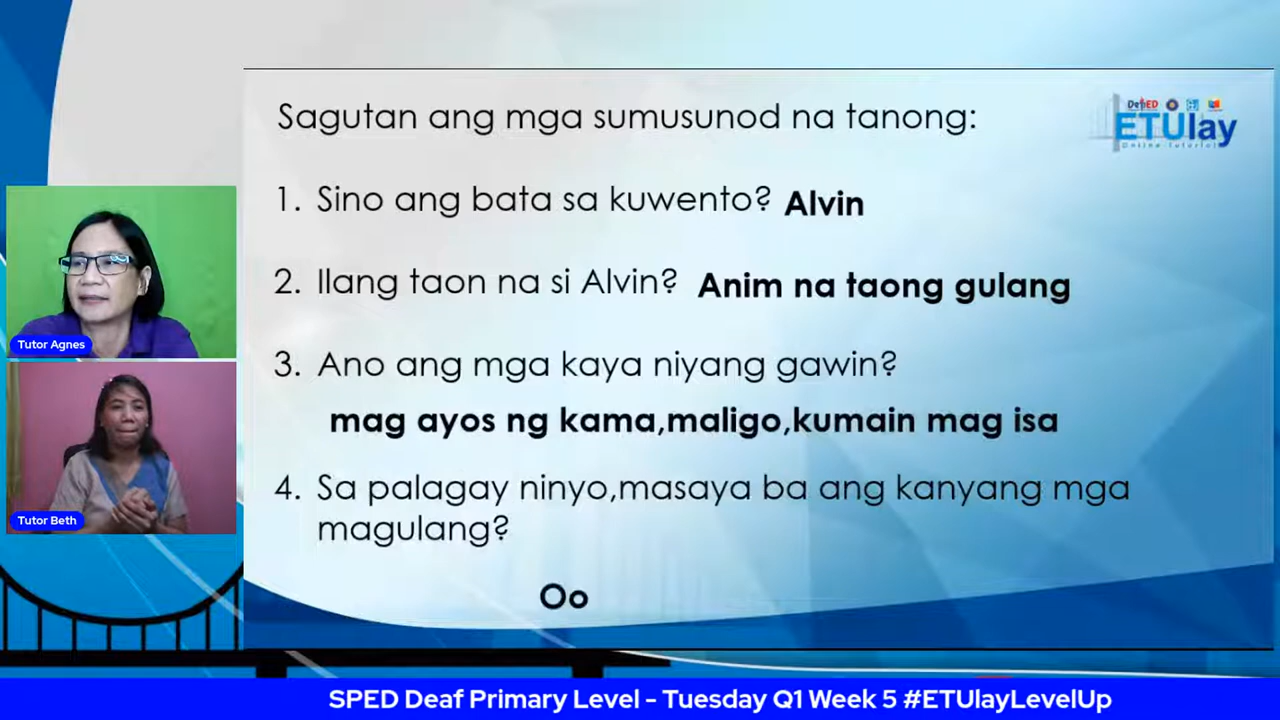 Sagutan ang mga sumusunod na tanong:
DepED
ETUlay
Online Tutorial
1. Sino ang bata sa kuwento? Alvin
2. Ilang taon na si Alvin? Anim na taong gulang
3. Ano ang mga kaya niyang gawin?
mag ayos ng kama,maligo,kumain mag isa
4. Sa palagay ninyo,masaya ba ang kanyang mga
magulang?
Oo
Tutor Agnes
Tutor Beth
SPED Deaf Primary Level - Tuesday Q1 Week 5 #ETUlayLevelUp